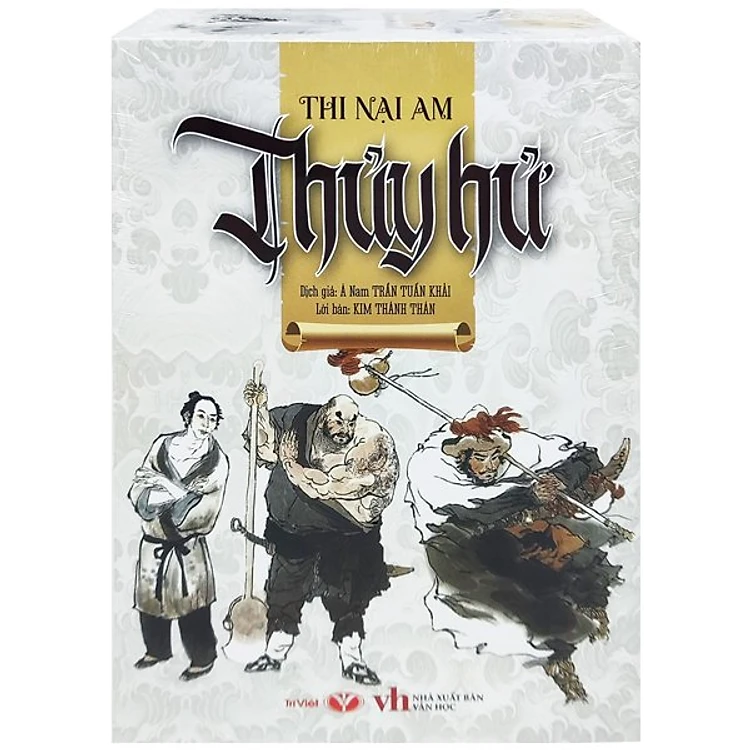 THI NẠI AM
Thủy hử
Dịch giả: Á Nam TRẦN TUẤN KHẢI
Lời bàn: KIM THÁNH THÁN
Trí Việt
vh NHÀ XUẤT BẢN
VĂN HỌC